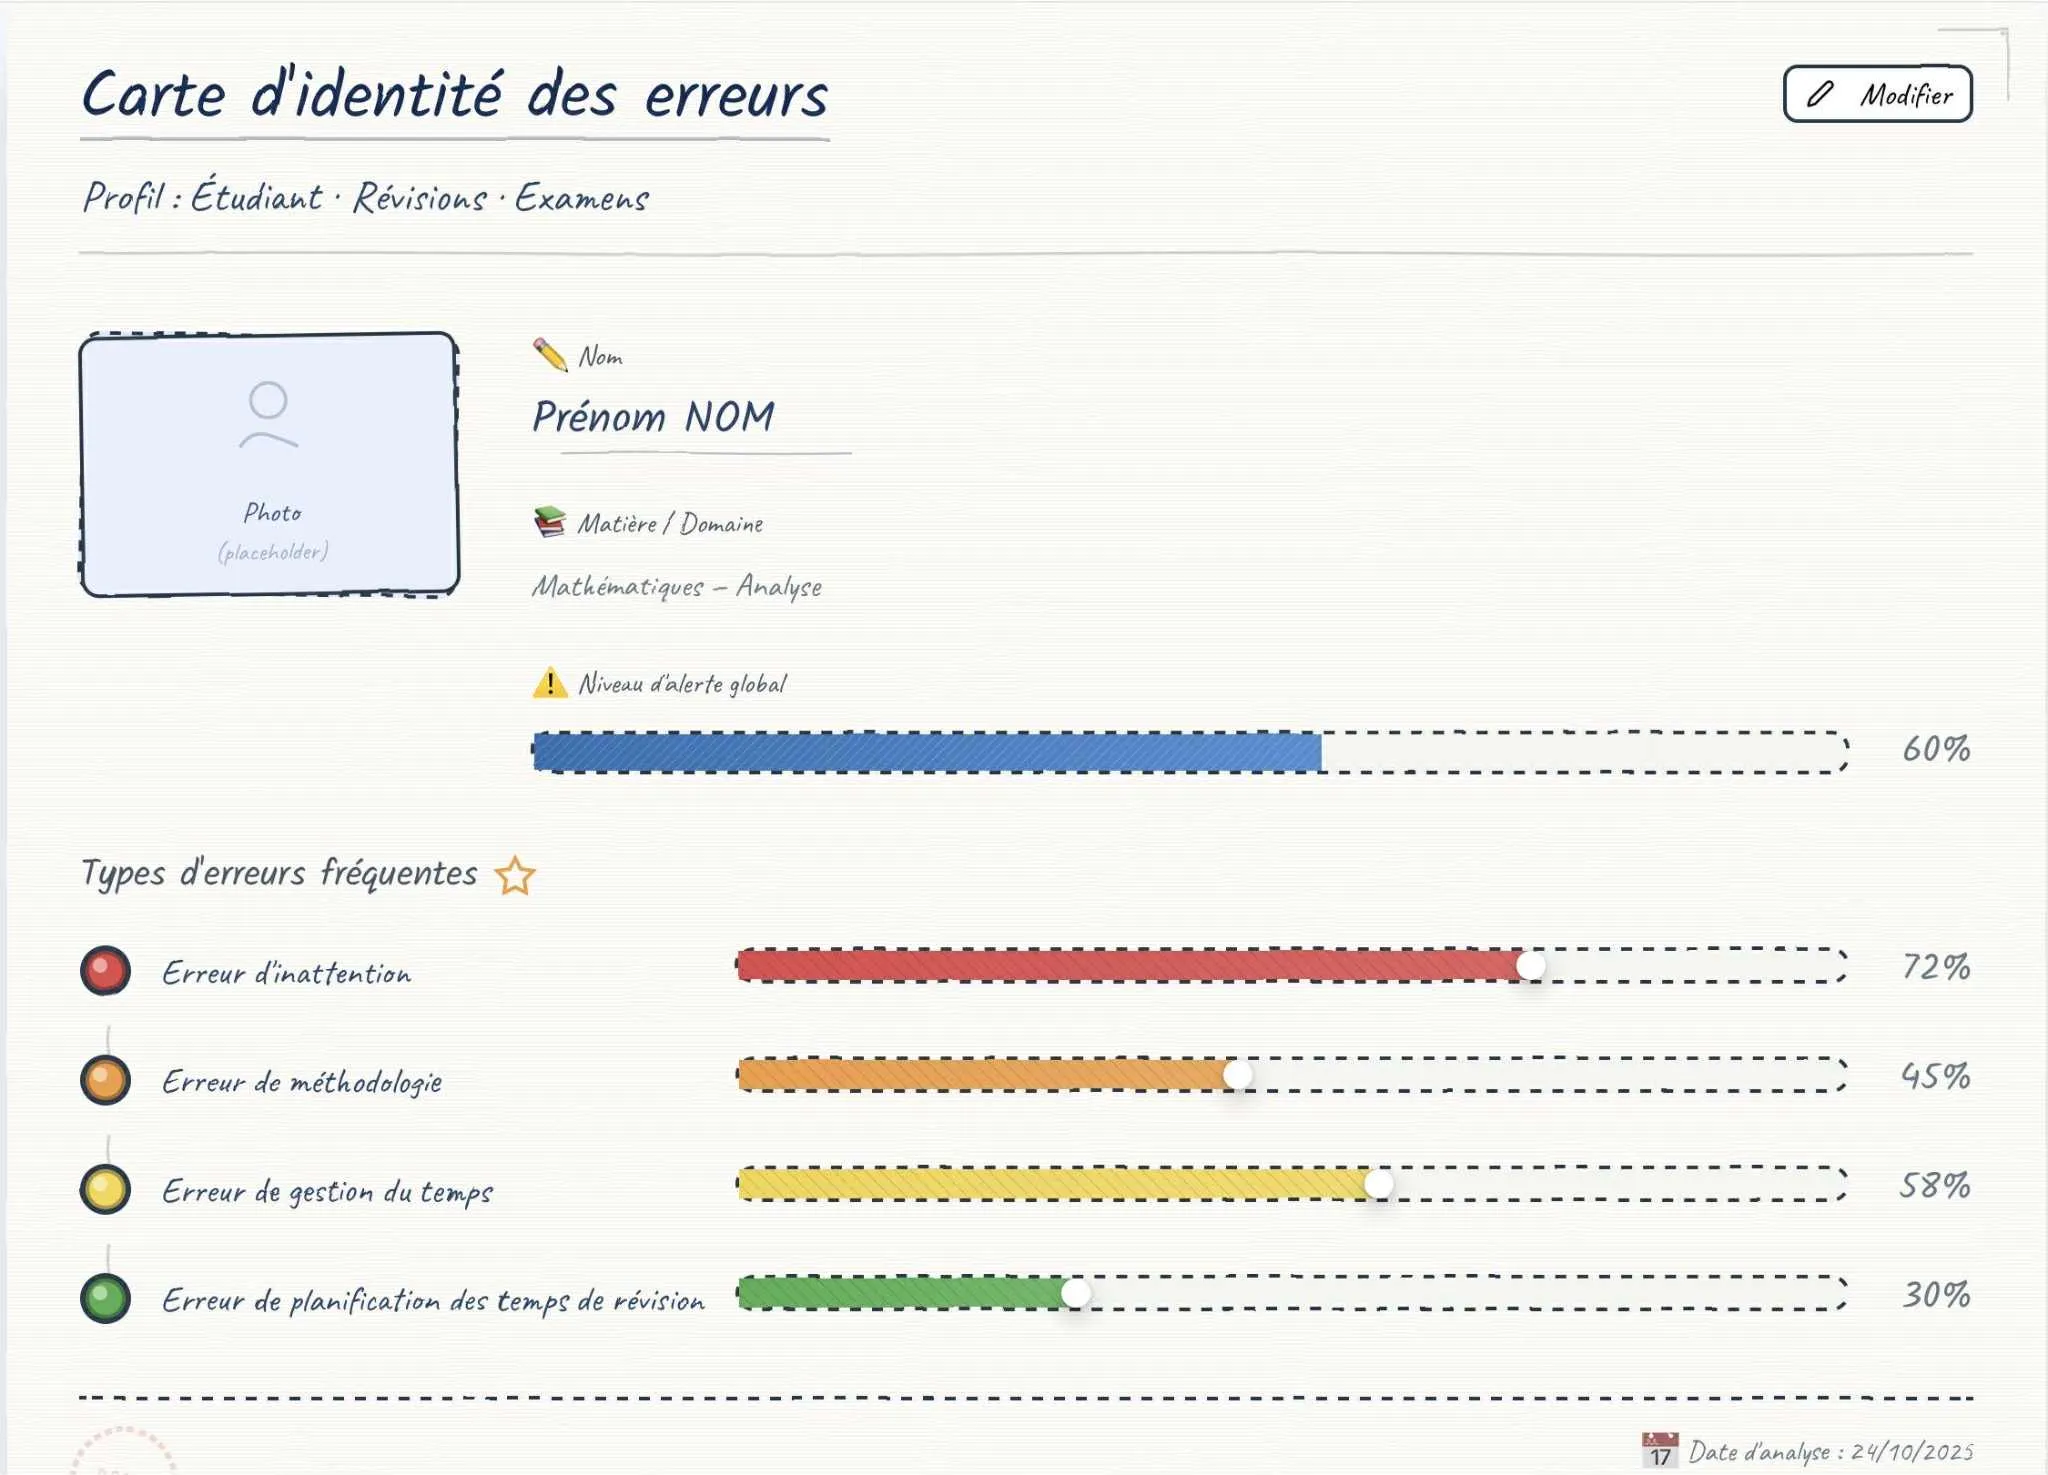 Carte d'identité des erreurs
Modifier
Profil : Étudiant · Révisions · Examens
Nom
Prénom NOM
Photo
(placeholder)
Matière / Domaine
Mathématiques – Analyse
Niveau d'alerte global
60%
Types d'erreurs fréquentes
Erreur d'inattention
72%
Erreur de méthodologie
45%
Erreur de gestion du temps
58%
Erreur de planification des temps de révision
30%
17
Date d'analyse : 24/10/2025